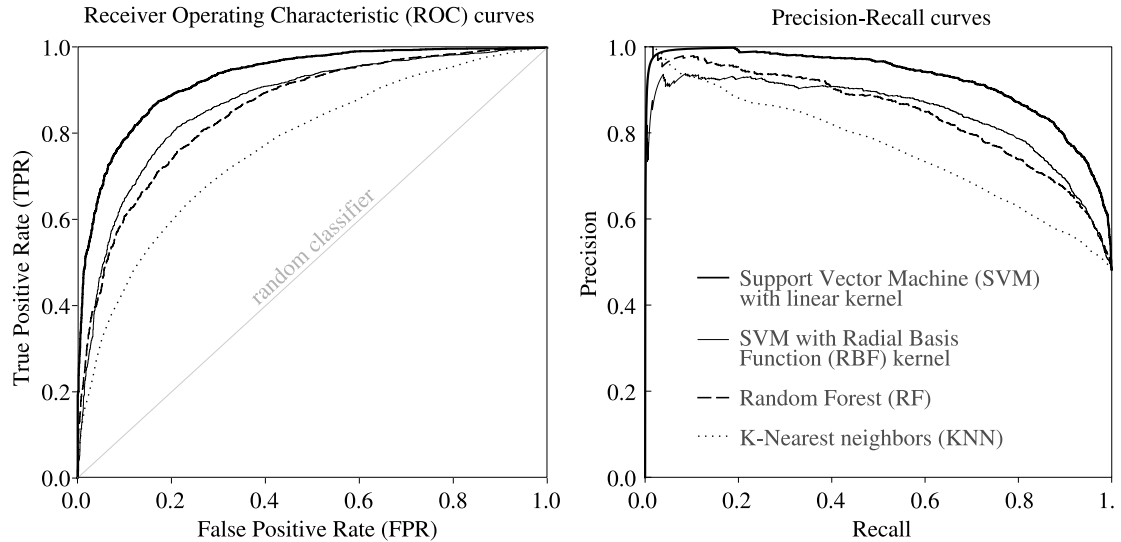 Receiver Operating Characteristic (ROC) curves
1.0
0.8
0.6
0.4
0.2
0.0
0.0 0.2 0.4 0.6 0.8 1.0
True Positive Rate (TPR)
False Positive Rate (FPR)
random classifier
Precision-Recall curves
1.0
0.8
0.6
0.4
0.2
0.0
0.0 0.2 0.4 0.6 0.8 1.
Precision
Recall
Support Vector Machine (SVM)
with linear kernel
SVM with Radial Basis
Function (RBF) kernel
Random Forest (RF)
K-Nearest neighbors (KNN)